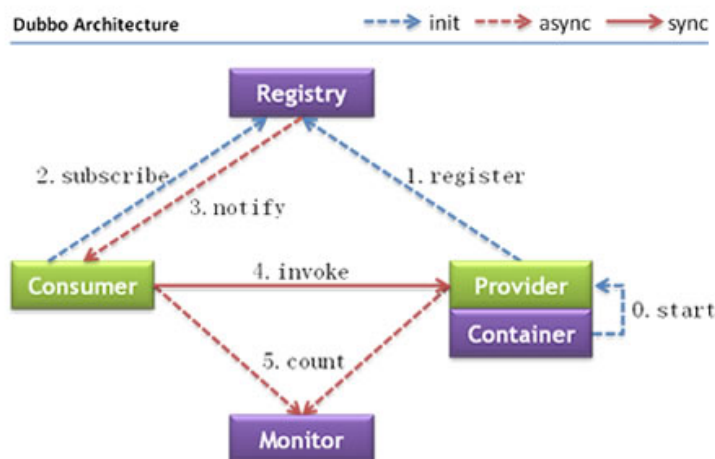 Dubbo Architecture
init
async
sync
Registry
2. subscribe
1. register
3. notify
Consumer
4. invoke
Provider
0. start
Container
5. count
Monitor